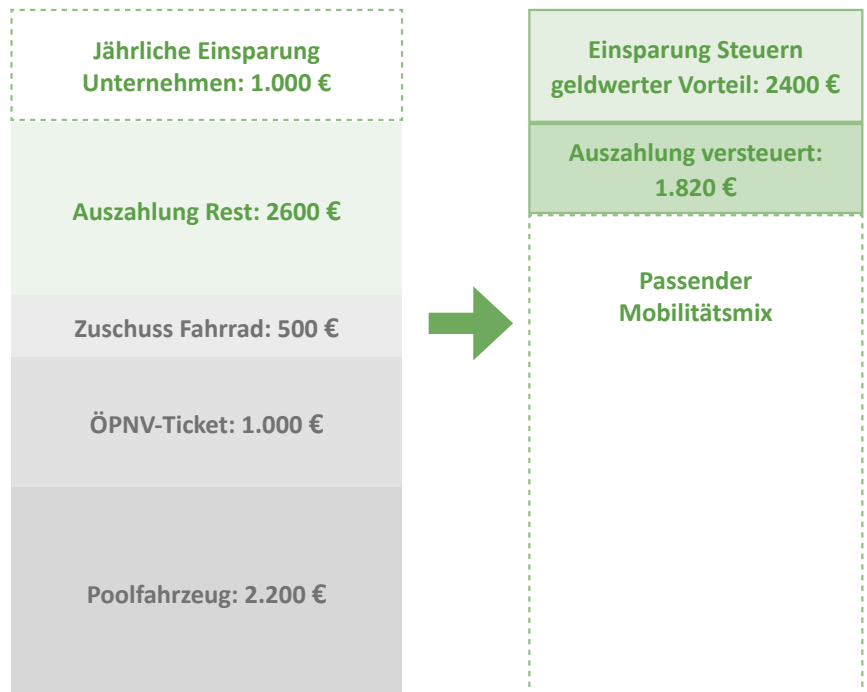 Jährliche Einsparung
Unternehmen: 1.000 €
Auszahlung Rest: 2600 €
Zuschuss Fahrrad: 500 €
ÖPNV-Ticket: 1.000 €
Poolfahrzeug: 2.200 €
Einsparung Steuern
geldwerter Vorteil: 2400 €
Auszahlung versteuert:
1.820 €
Passender
Mobilitätsmix